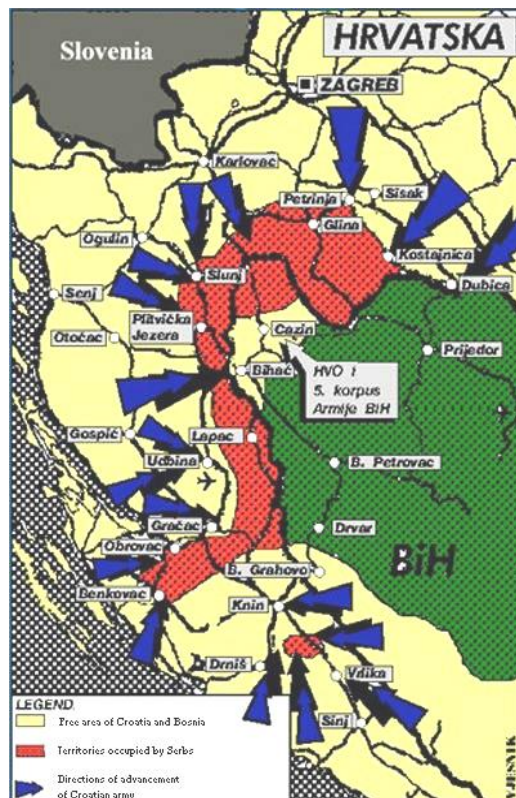 HRVATSKA
Slovenia
ZAGREB
Karlovac
Petrinja
Sisak
Glina
Ogulin
Kostajnica
Slunj
Dubica
Senj
Plitvička
Jezera
Cazin
Otočac
Prijedor
Bihać
HVO i
5. korpus
Armije BiH
Gospić
Lapac
Udbina
B. Petrovac
Gračac
Drvar
Obrovac
BiH
B. Grahovo
Benkovac
Knin
Drniš
Vrlika
Sinj
LEGEND.
Free area of Croatia and Bosnia
Territories occupied by Serbs
Directions of advancement
of Croatian army
VJESNIK